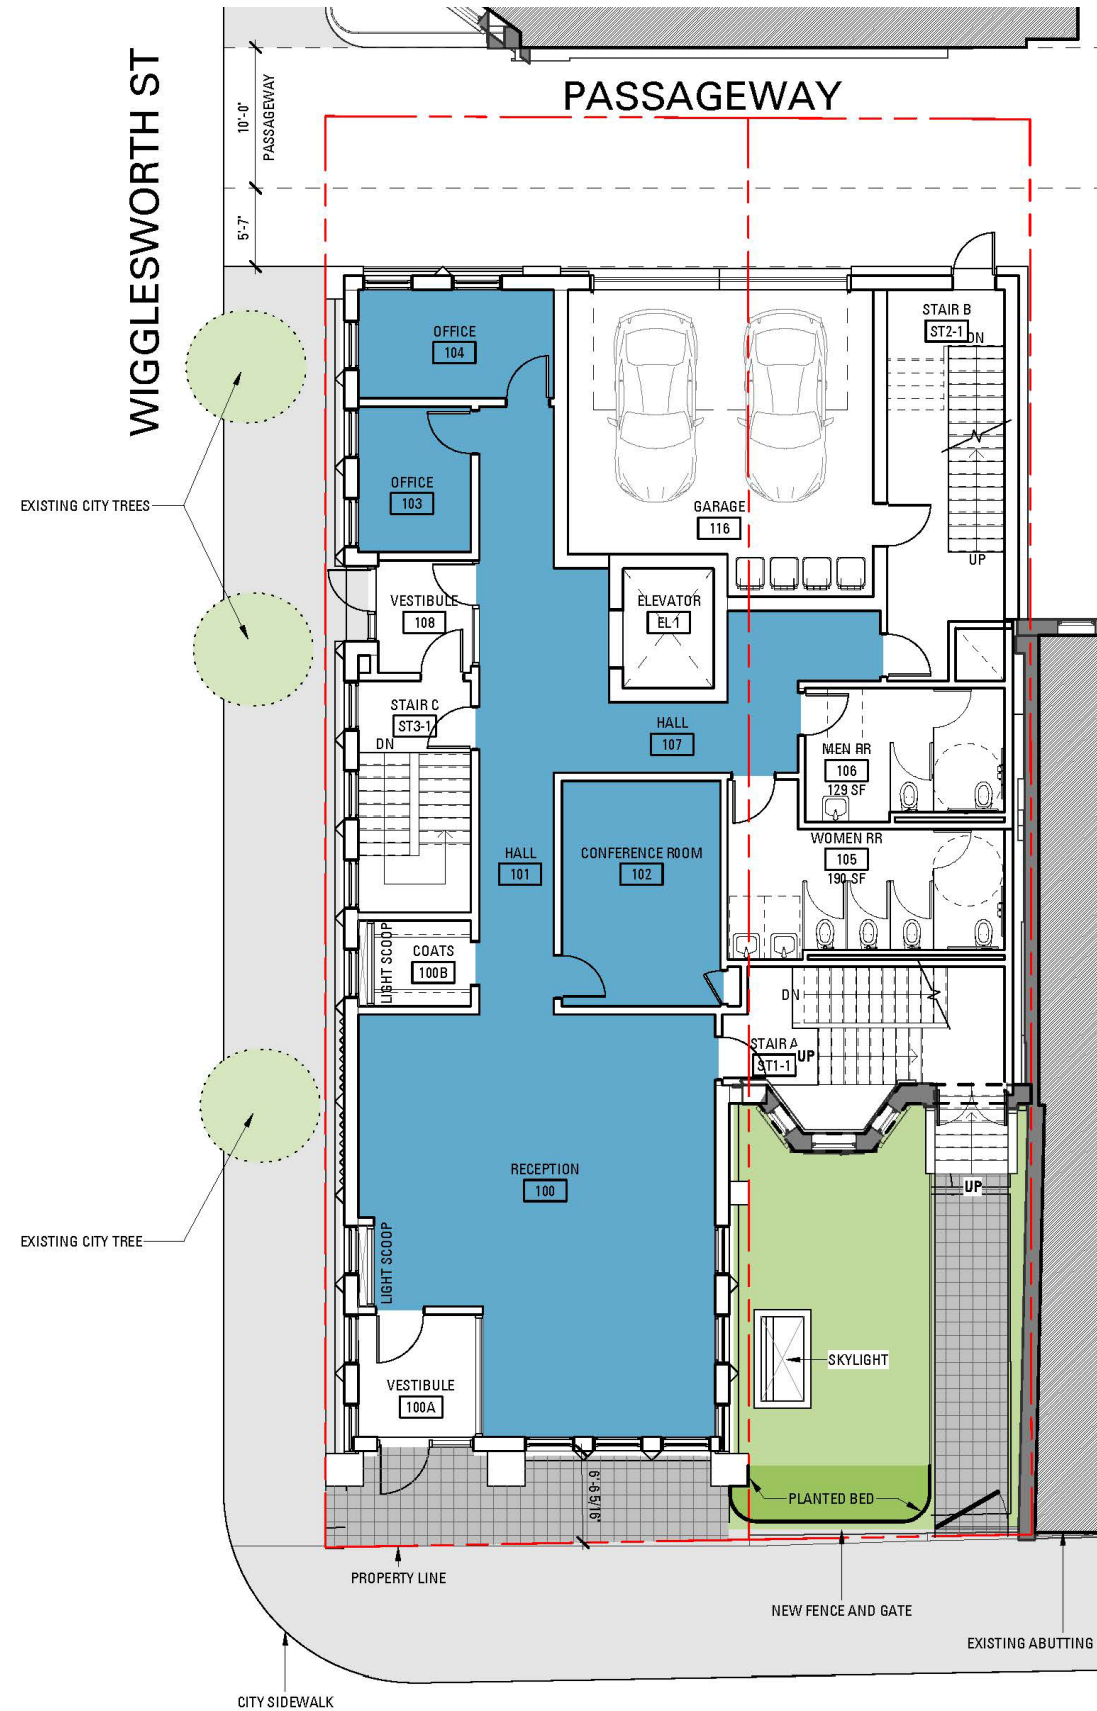 WIGGLESWORTH ST
10'-0"
PASSAGEWAY
5'-7"
PASSAGEWAY
STAIR B
ST2-1
DN
UP
OFFICE
104
OFFICE
103
EXISTING CITY TREES
GARAGE
116
VESTIBULE
108
ELEVATOR
EL 1
STAIR C
ST3-1
DN
HALL
107
MEN RR
106
129 SF
WOMEN RR
105
190 SF
HALL
101
CONFERENCE ROOM
102
LIGHT SCOOP
COATS
100B
DN
STAIR A
ST1-1
UP
RECEPTION
100
UP
EXISTING CITY TREE
LIGHT SCOOP
SKYLIGHT
VESTIBULE
100A
6'-6 5/16"
PLANTED BED
PROPERTY LINE
NEW FENCE AND GATE
EXISTING ABUTTING
CITY SIDEWALK